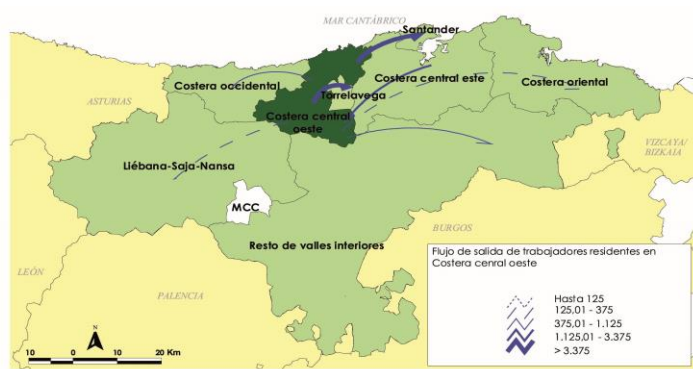 MAR CANTÁBRICO
Santander
Costera occidental
Costera central este
Costera oriental
Torrelavega
ASTURIAS
Costera central
oeste
VIZCAYA/
BIZKAIA
Liébana-Saja-Nansa
MCC
BURGOS
Resto de valles interiores
LEÓN
PALENCIA
Flujo de salida de trabajadores residentes en
Costera cenral oeste
Hasta 125
125,01 - 375
375,01 - 1.125
1.125,01 - 3.375
> 3.375
N
10 0 10 20 Km